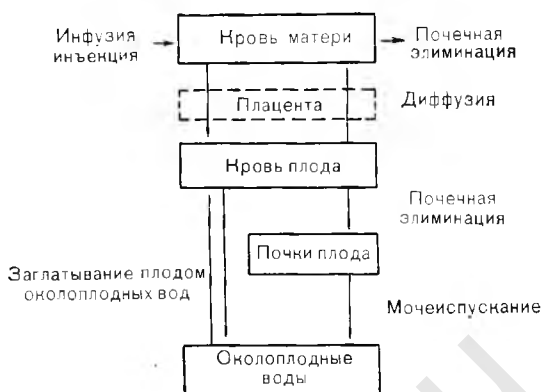 Инфузия
инъекция
Кровь матери
Почечная
элиминация
Плацента
Диффузия
Кровь плода
Почечная
элиминация
Почки плода
Заглатывание плодом
околоплодных вод
Мочеиспускание
Околоплодные
воды